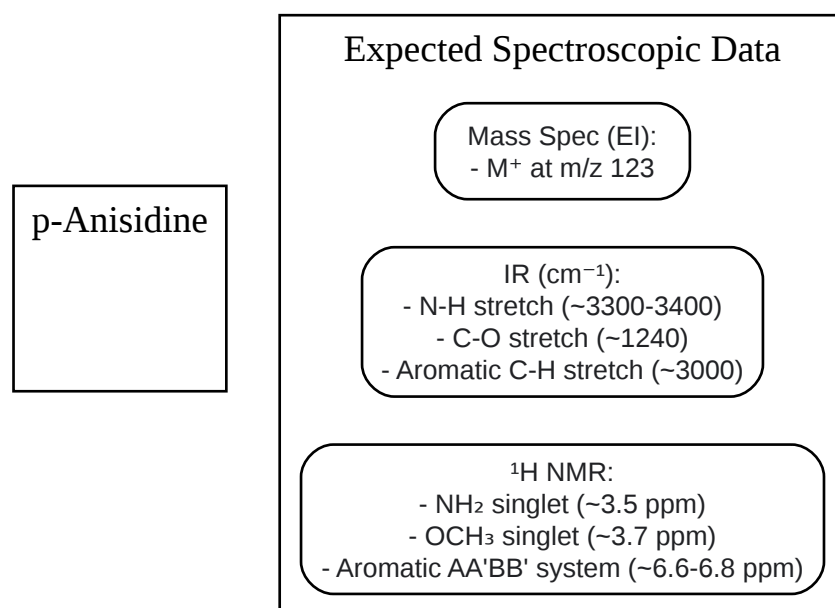 Expected Spectroscopic Data
Mass Spec (EI):
- M⁺ at m/z 123
p-Anisidine
IR (cm⁻¹):
- N-H stretch (~3300-3400)
- C-O stretch (~1240)
- Aromatic C-H stretch (~3000)
¹H NMR:
- NH₂ singlet (~3.5 ppm)
- OCH₃ singlet (~3.7 ppm)
- Aromatic AA'BB' system (~6.6-6.8 ppm)